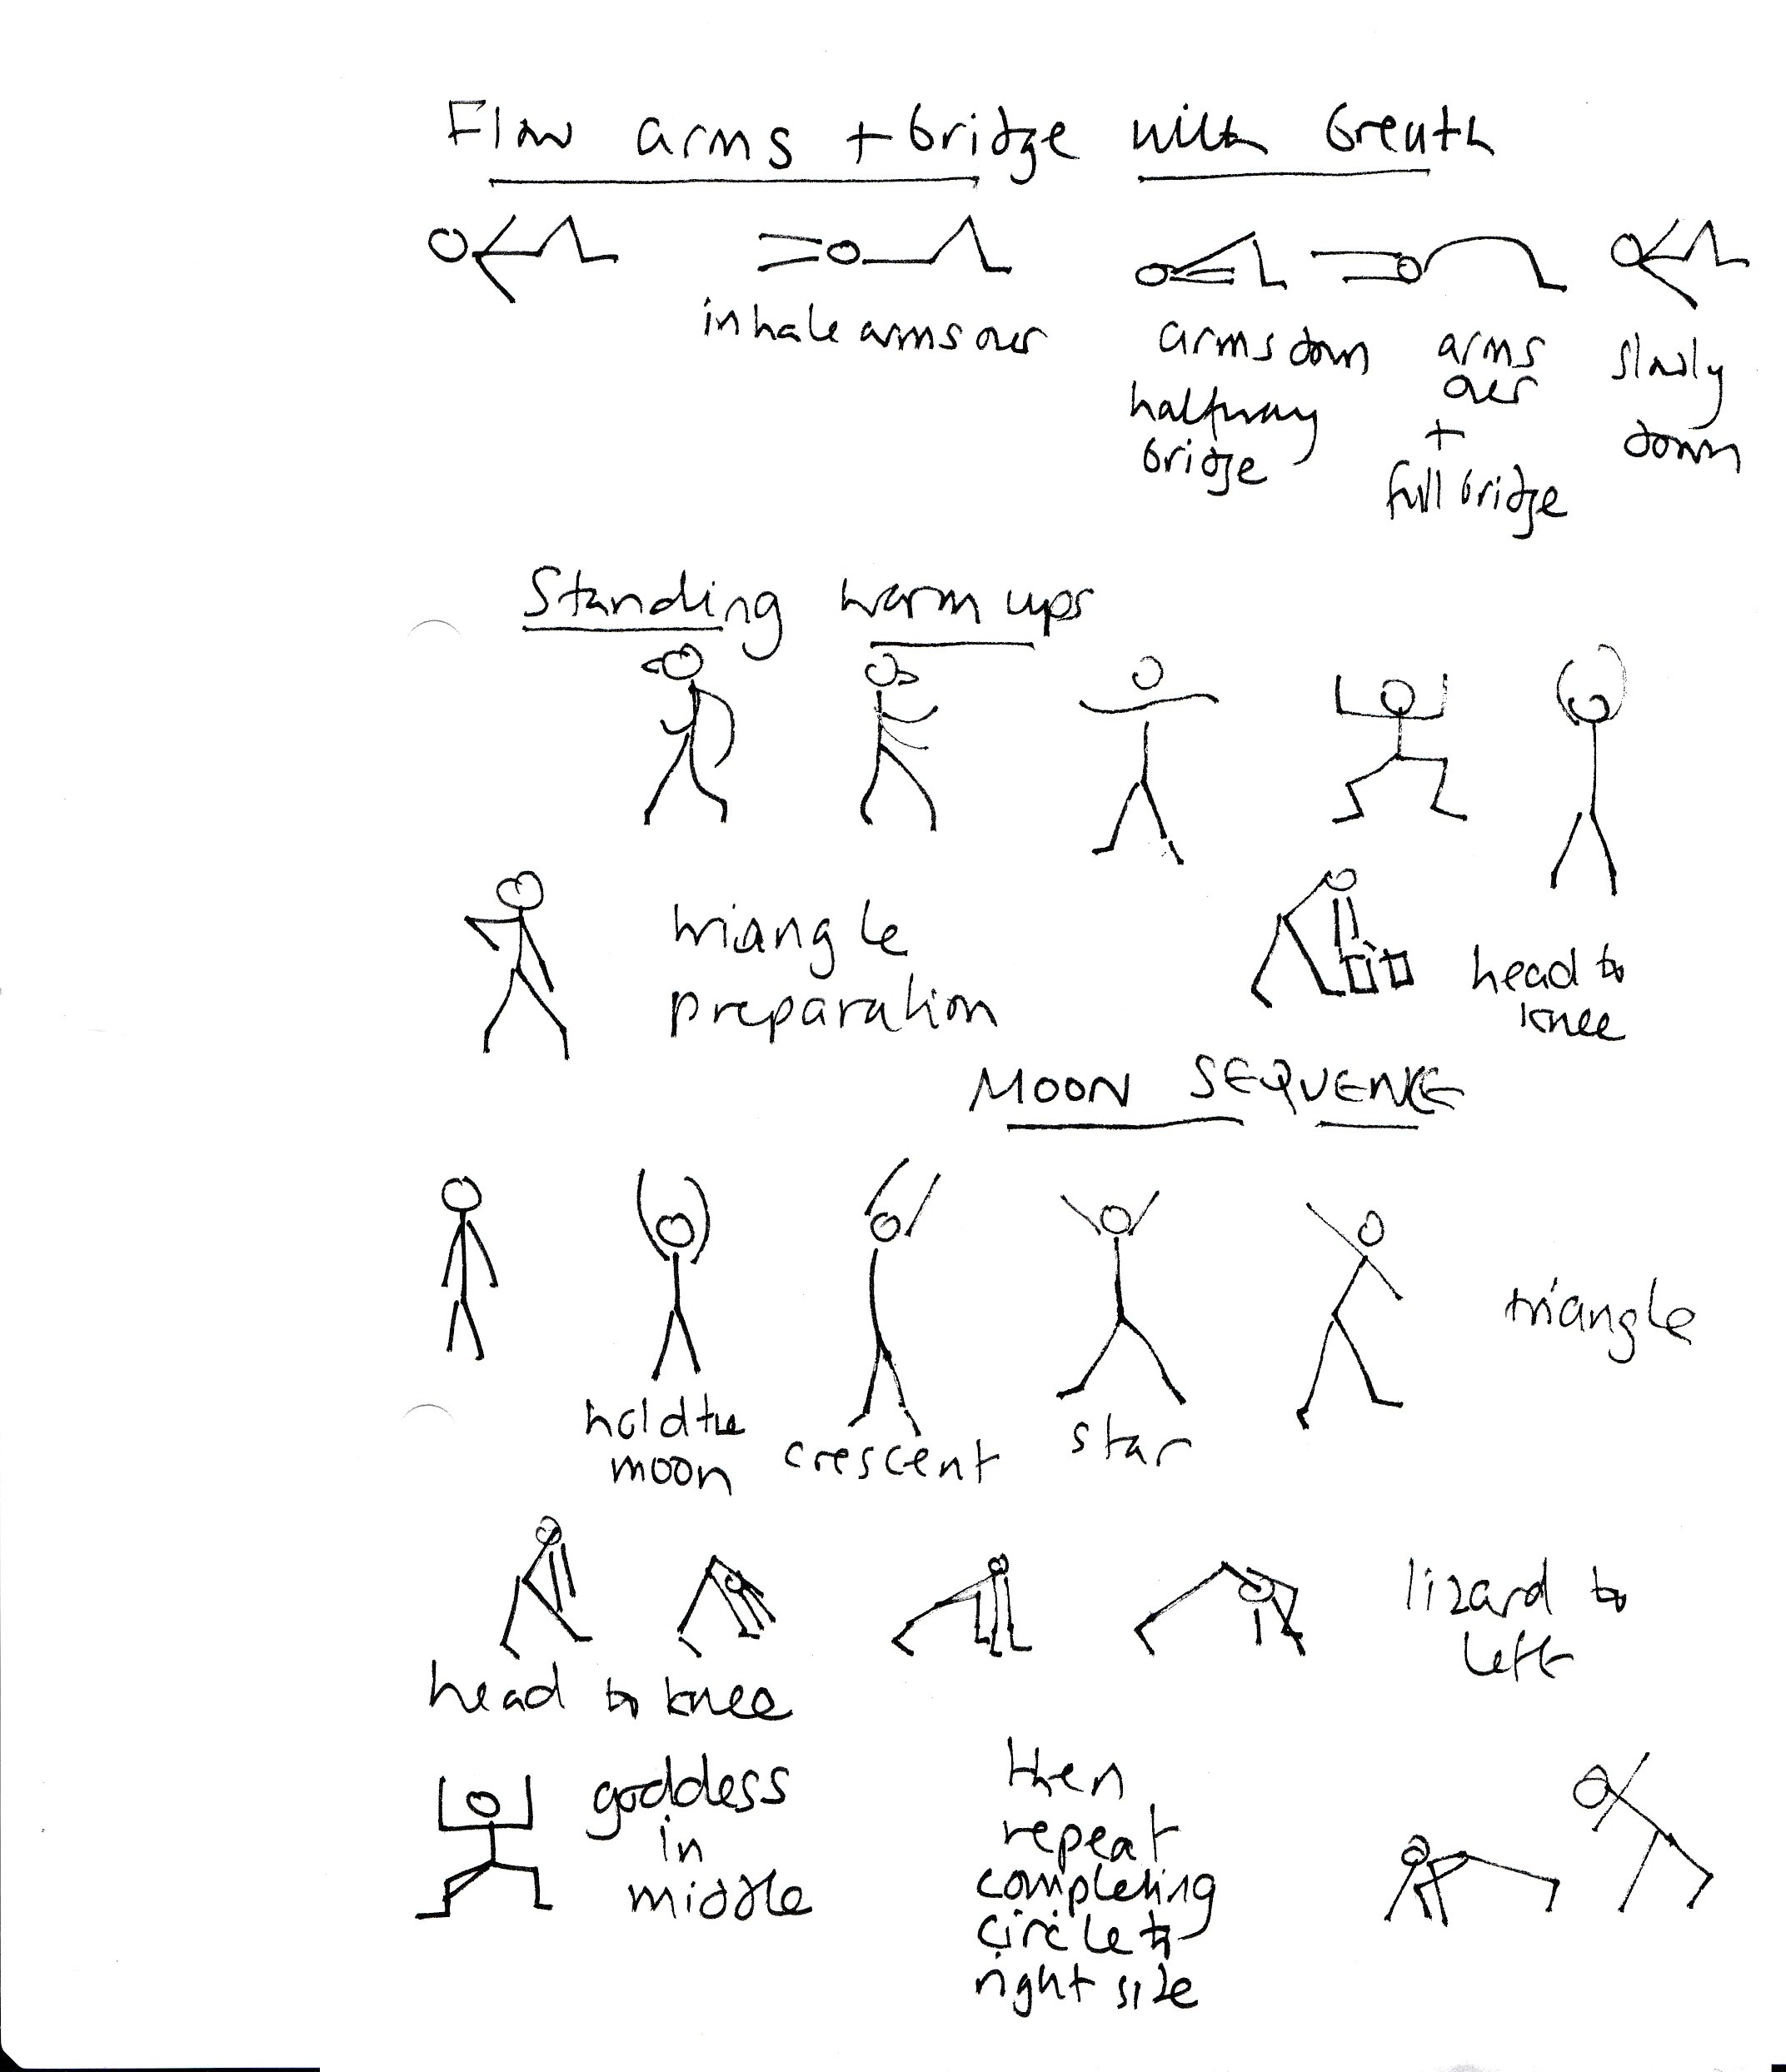 Flow arms + bridge with breath
inhale arms over
arms down
halfway
bridge
arms
over
+
full bridge
slowly
down
Standing warm ups
triangle
preparation
head to
knee
MOON SEQUENCE
hold the
moon
crescent
star
triangle
head to knee
lizard to
left
goddess
in
middle
then
repeat
completing
circle to
right side